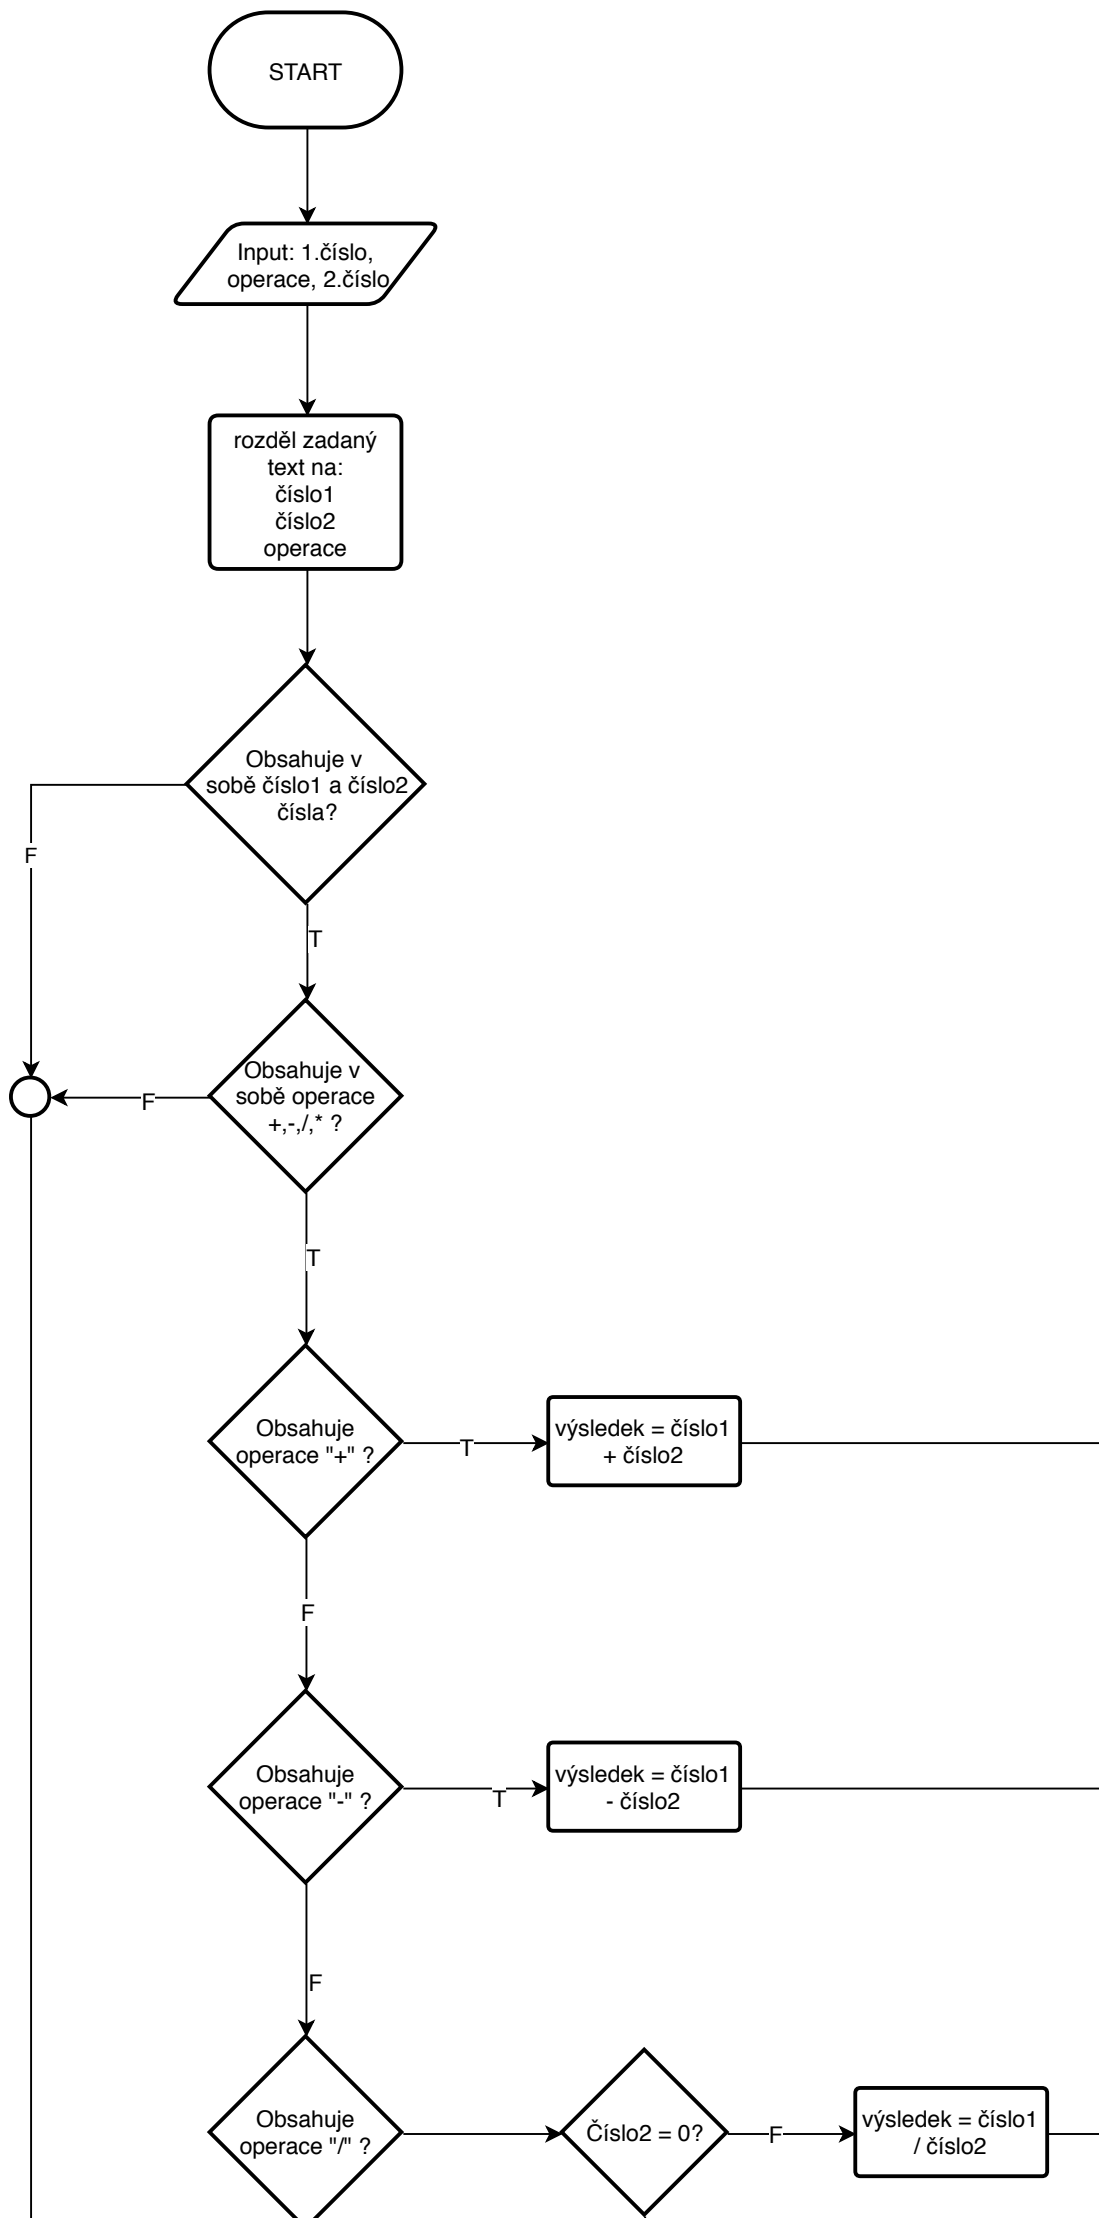 START
Input: 1.číslo,
operace, 2.číslo
rozděl zadaný
text na:
číslo1
číslo2
operace
Obsahuje v
sobě číslo1 a číslo2
čísla?
F
T
Obsahuje v
sobě operace
+,-,/,* ?
F
T
Obsahuje
operace "+" ?
T
výsledek = číslo1
+ číslo2
F
Obsahuje
operace "-" ?
T
výsledek = číslo1
- číslo2
F
Obsahuje
operace "/" ?
Číslo2 = 0?
F
výsledek = číslo1
/ číslo2